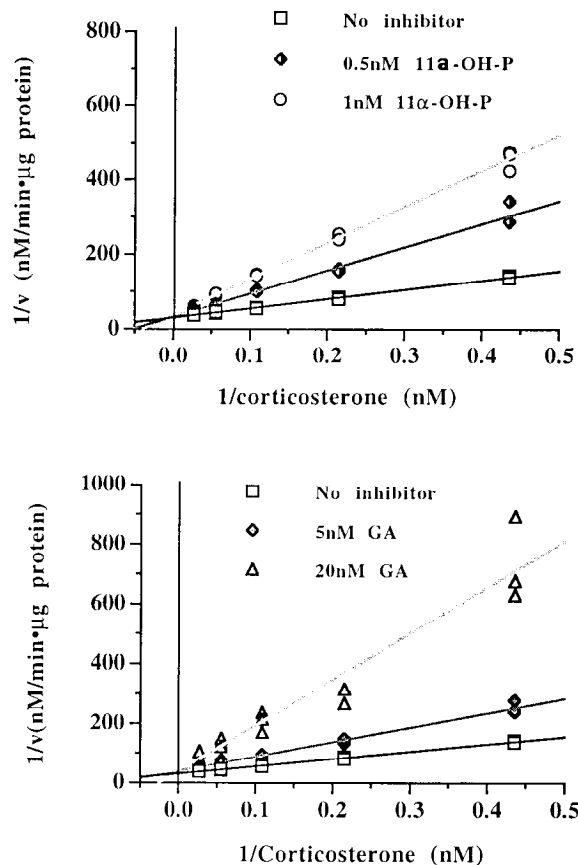 800
600
400
200
0
1/v (nM/min•µg protein)
No inhibitor
0.5nM 11a-OH-P
1nM 11α-OH-P
0.0 0.1 0.2 0.3 0.4 0.5
1/corticosterone (nM)
1000
800
600
400
200
0
1/v(nM/min•µg protein)
No inhibitor
5nM GA
20nM GA
0.0 0.1 0.2 0.3 0.4 0.5
1/Corticosterone (nM)